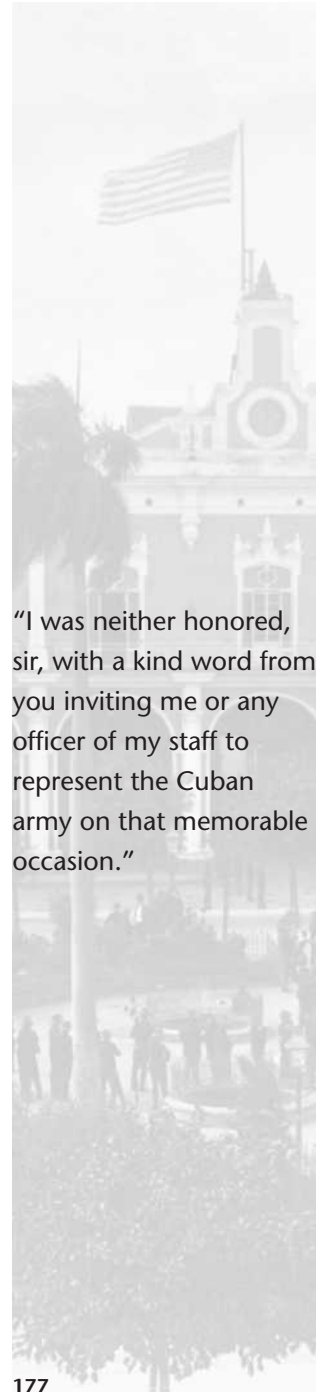 “I was neither honored,
sir, with a kind word from
you inviting me or any
officer of my staff to
represent the Cuban
army on that memorable
occasion.”
177